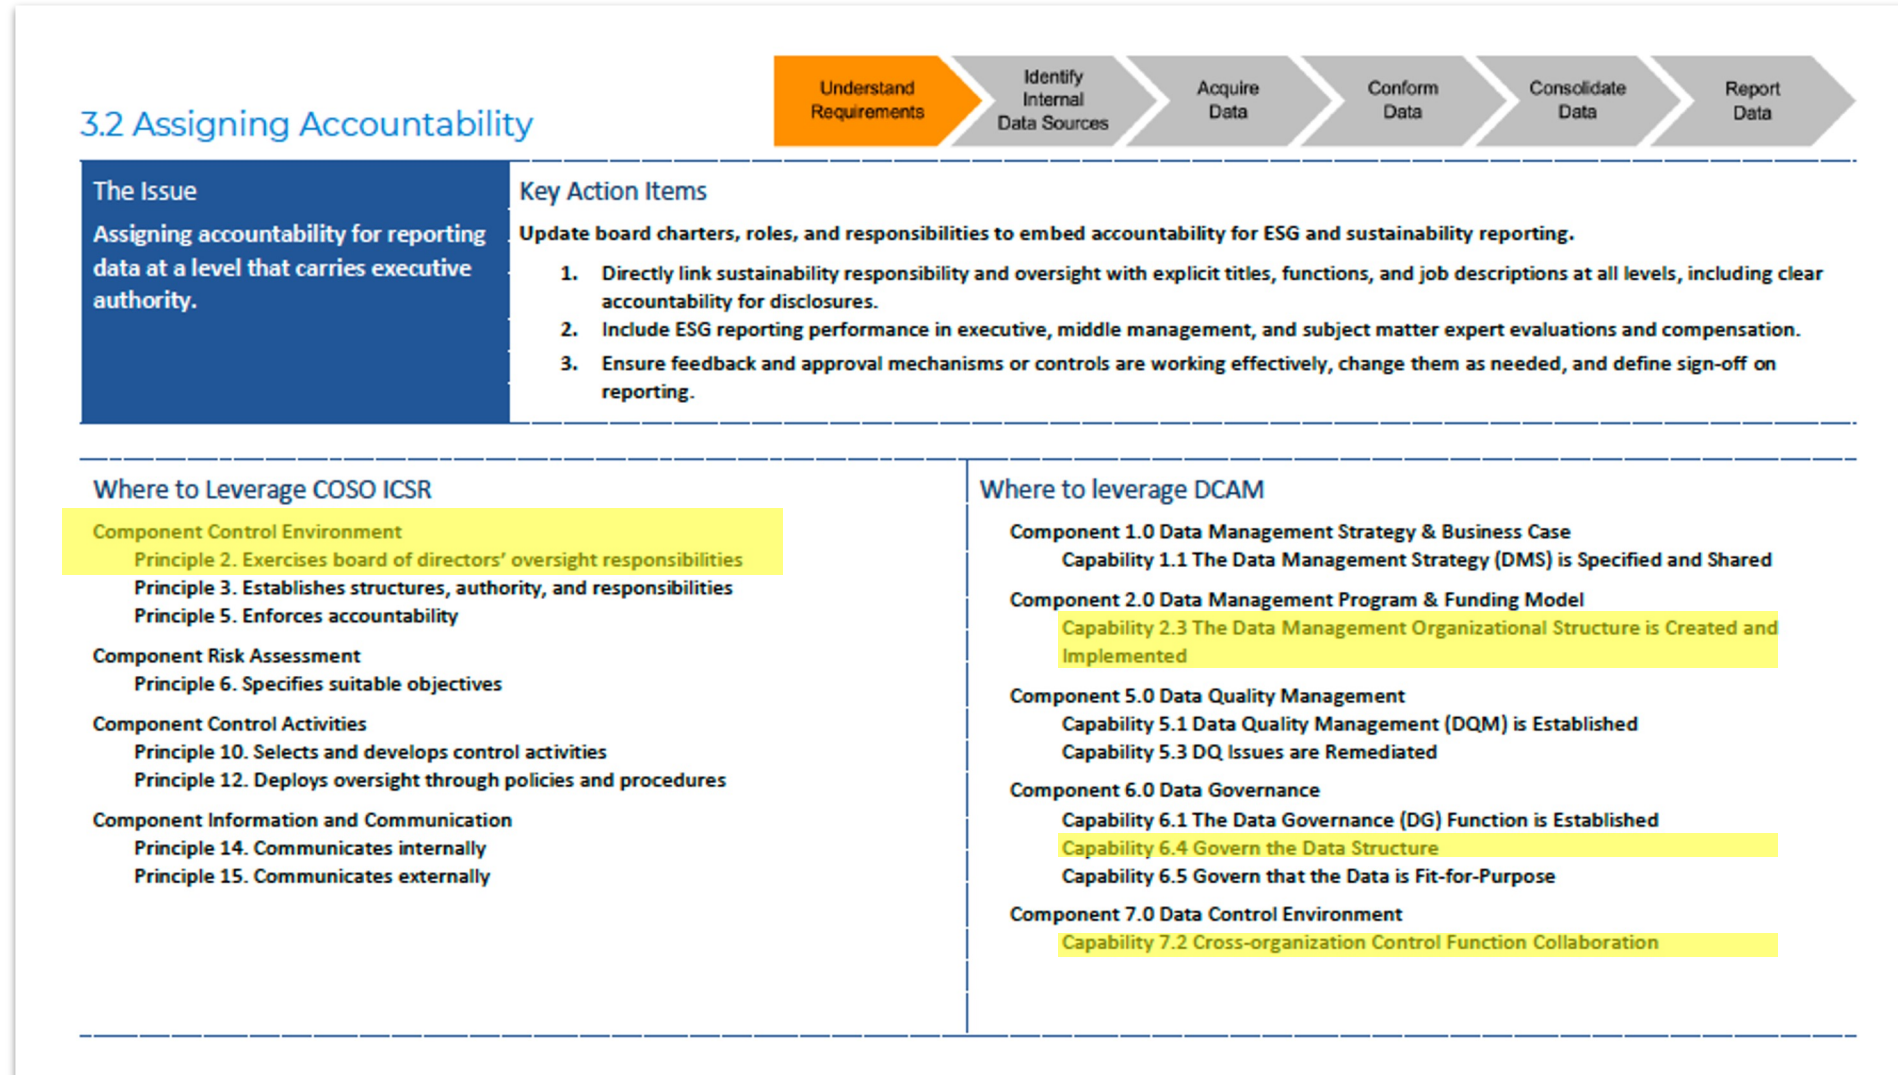 3.2 Assigning Accountability
Understand
Requirements
Identify
Internal
Data Sources
Acquire
Data
Conform
Data
Consolidate
Data
Report
Data
The Issue
Assigning accountability for reporting
data at a level that carries executive
authority.
Key Action Items
Update board charters, roles, and responsibilities to embed accountability for ESG and sustainability reporting.
1. Directly link sustainability responsibility and oversight with explicit titles, functions, and job descriptions at all levels, including clear
accountability for disclosures.
2. Include ESG reporting performance in executive, middle management, and subject matter expert evaluations and compensation.
3. Ensure feedback and approval mechanisms or controls are working effectively, change them as needed, and define sign-off on
reporting.
Where to Leverage COSO ICSR
Component Control Environment
Principle 2. Exercises board of directors’ oversight responsibilities
Principle 3. Establishes structures, authority, and responsibilities
Principle 5. Enforces accountability
Component Risk Assessment
Principle 6. Specifies suitable objectives
Component Control Activities
Principle 10. Selects and develops control activities
Principle 12. Deploys oversight through policies and procedures
Component Information and Communication
Principle 14. Communicates internally
Principle 15. Communicates externally
Where to leverage DCAM
Component 1.0 Data Management Strategy & Business Case
Capability 1.1 The Data Management Strategy (DMS) is Specified and Shared
Component 2.0 Data Management Program & Funding Model
Capability 2.3 The Data Management Organizational Structure is Created and
Implemented
Component 5.0 Data Quality Management
Capability 5.1 Data Quality Management (DQM) is Established
Capability 5.3 DQ Issues are Remediated
Component 6.0 Data Governance
Capability 6.1 The Data Governance (DG) Function is Established
Capability 6.4 Govern the Data Structure
Capability 6.5 Govern that the Data is Fit-for-Purpose
Component 7.0 Data Control Environment
Capability 7.2 Cross-organization Control Function Collaboration